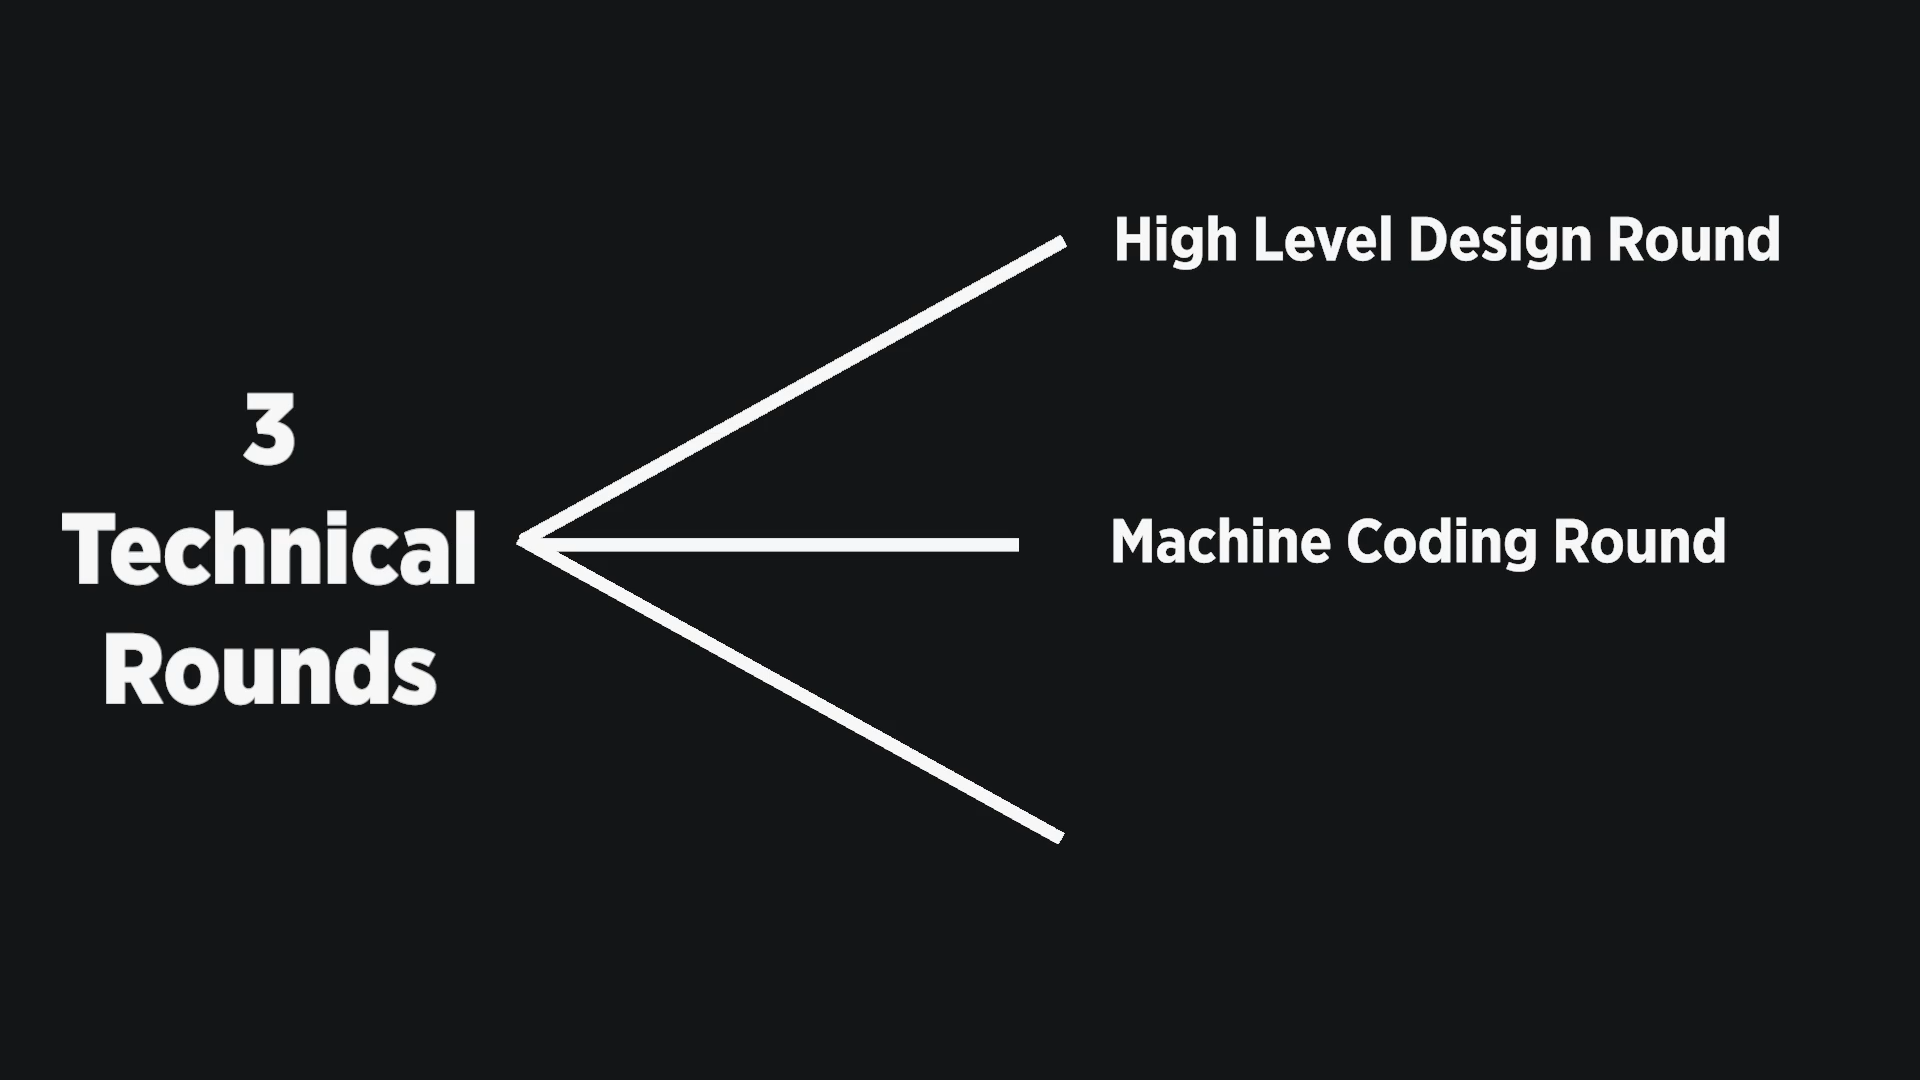 3
Technical
Rounds
High Level Design Round
Machine Coding Round